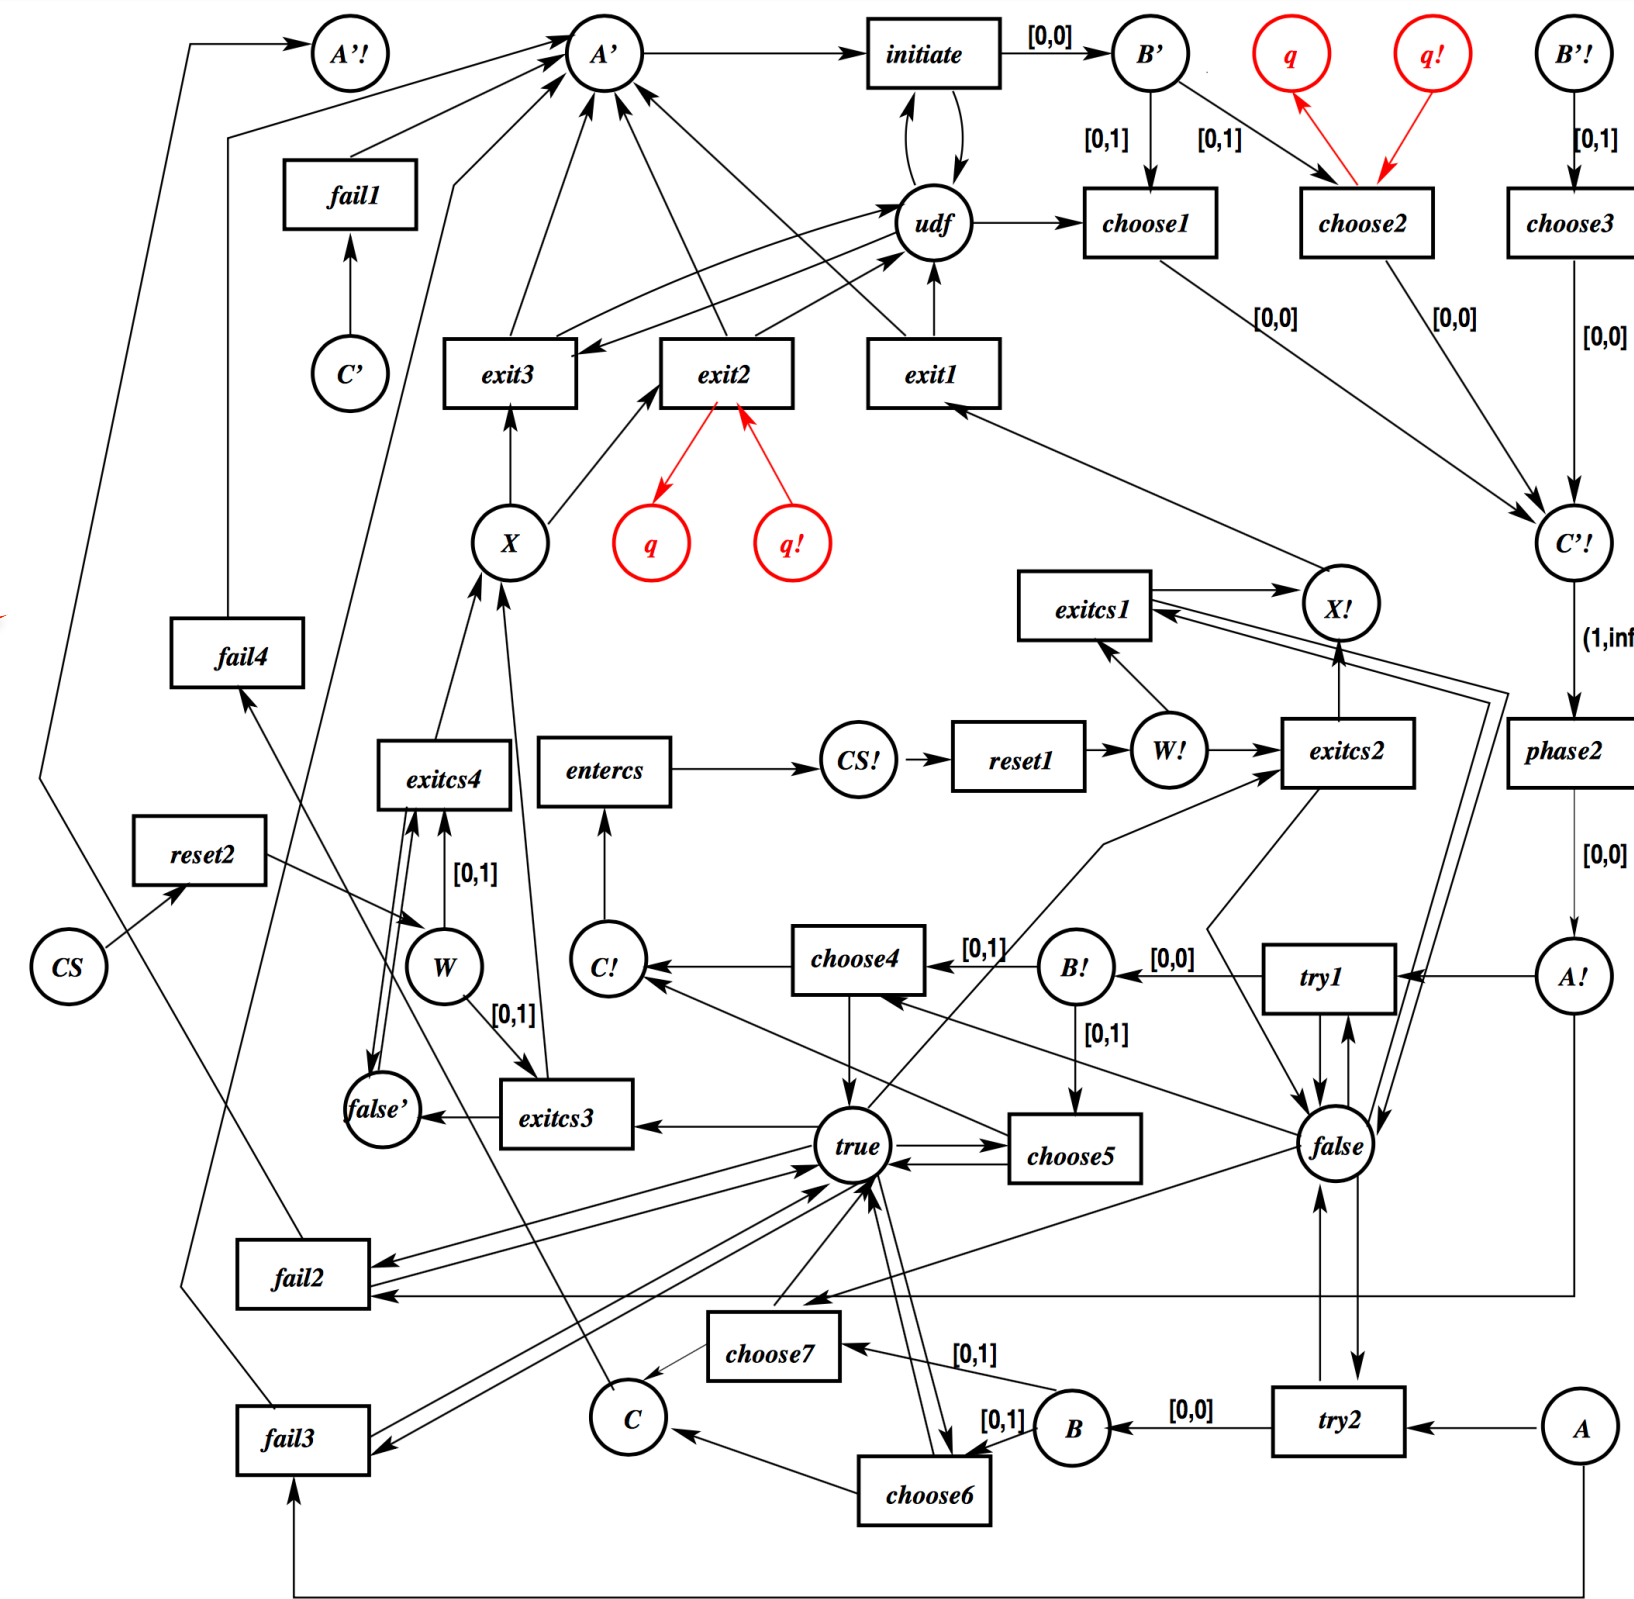 A'!
A'
initiate
[0,0]
B'
q
q!
B'!
[0,1]
[0,1]
[0,1]
fail1
udf
choose1
choose2
choose3
[0,0]
[0,0]
[0,0]
C'
exit3
exit2
exit1
X
q
q!
C'!
exitcs1
X!
(1,inf
fail4
exitcs4
entercs
CS!
reset1
W!
exitcs2
phase2
reset2
[0,1]
[0,0]
CS
W
C!
choose4
[0,1]
B!
[0,0]
try1
A!
[0,1]
[0,1]
false'
exitcs3
true
choose5
false
fail2
choose7
[0,1]
fail3
C
[0,1]
B
[0,0]
try2
A
choose6